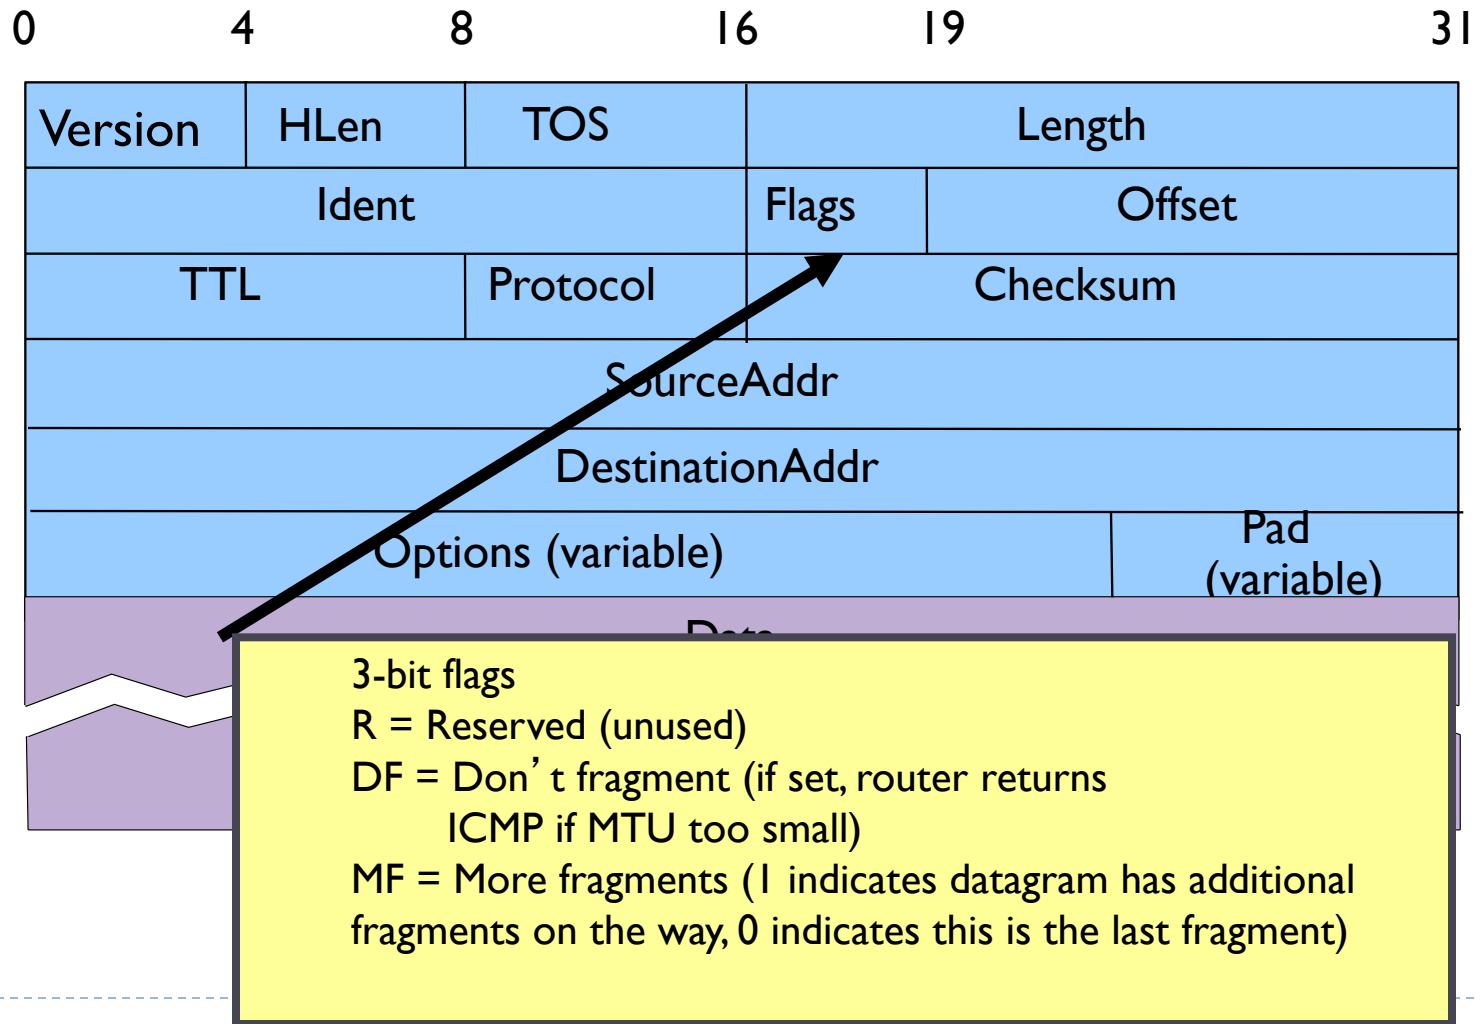 0 4 8 16 19 31
Version HLen TOS Length
Ident Flags Offset
TTL Protocol Checksum
SourceAddr
DestinationAddr
Options (variable) Pad
(variable)
Data
3-bit flags
R = Reserved (unused)
DF = Don’ t fragment (if set, router returns
ICMP if MTU too small)
MF = More fragments (1 indicates datagram has additional
fragments on the way, 0 indicates this is the last fragment)